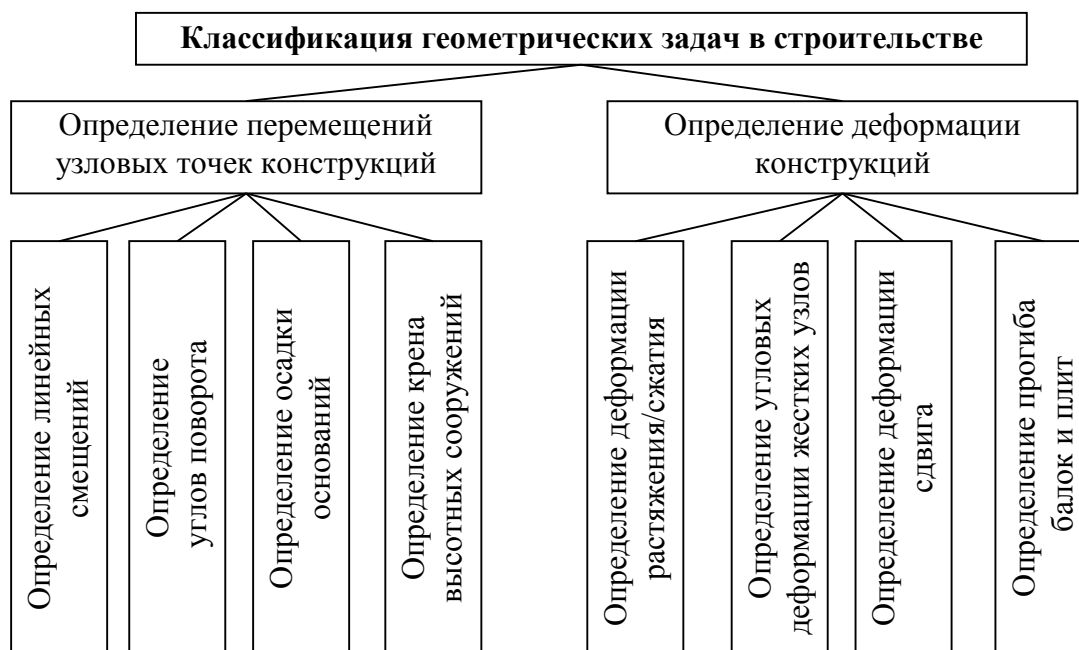 Классификация геометрических задач в строительстве
Определение перемещений
узловых точек конструкций
Определение деформации
конструкций
Определение линейных
смещений
Определение
углов поворота
Определение осадки
оснований
Определение крена
высотных сооружений
Определение деформации
растяжения/сжатия
Определение угловых
деформации жестких узлов
Определение деформации
сдвига
Определение прогиба
балок и плит